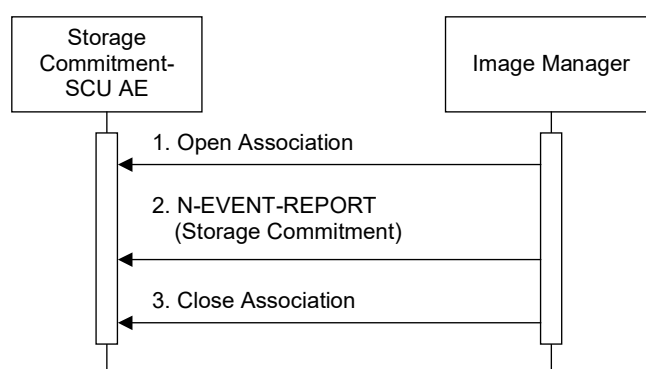 Storage
Commitment-
SCU AE
Image Manager
1. Open Association
2. N-EVENT-REPORT
(Storage Commitment)
3. Close Association